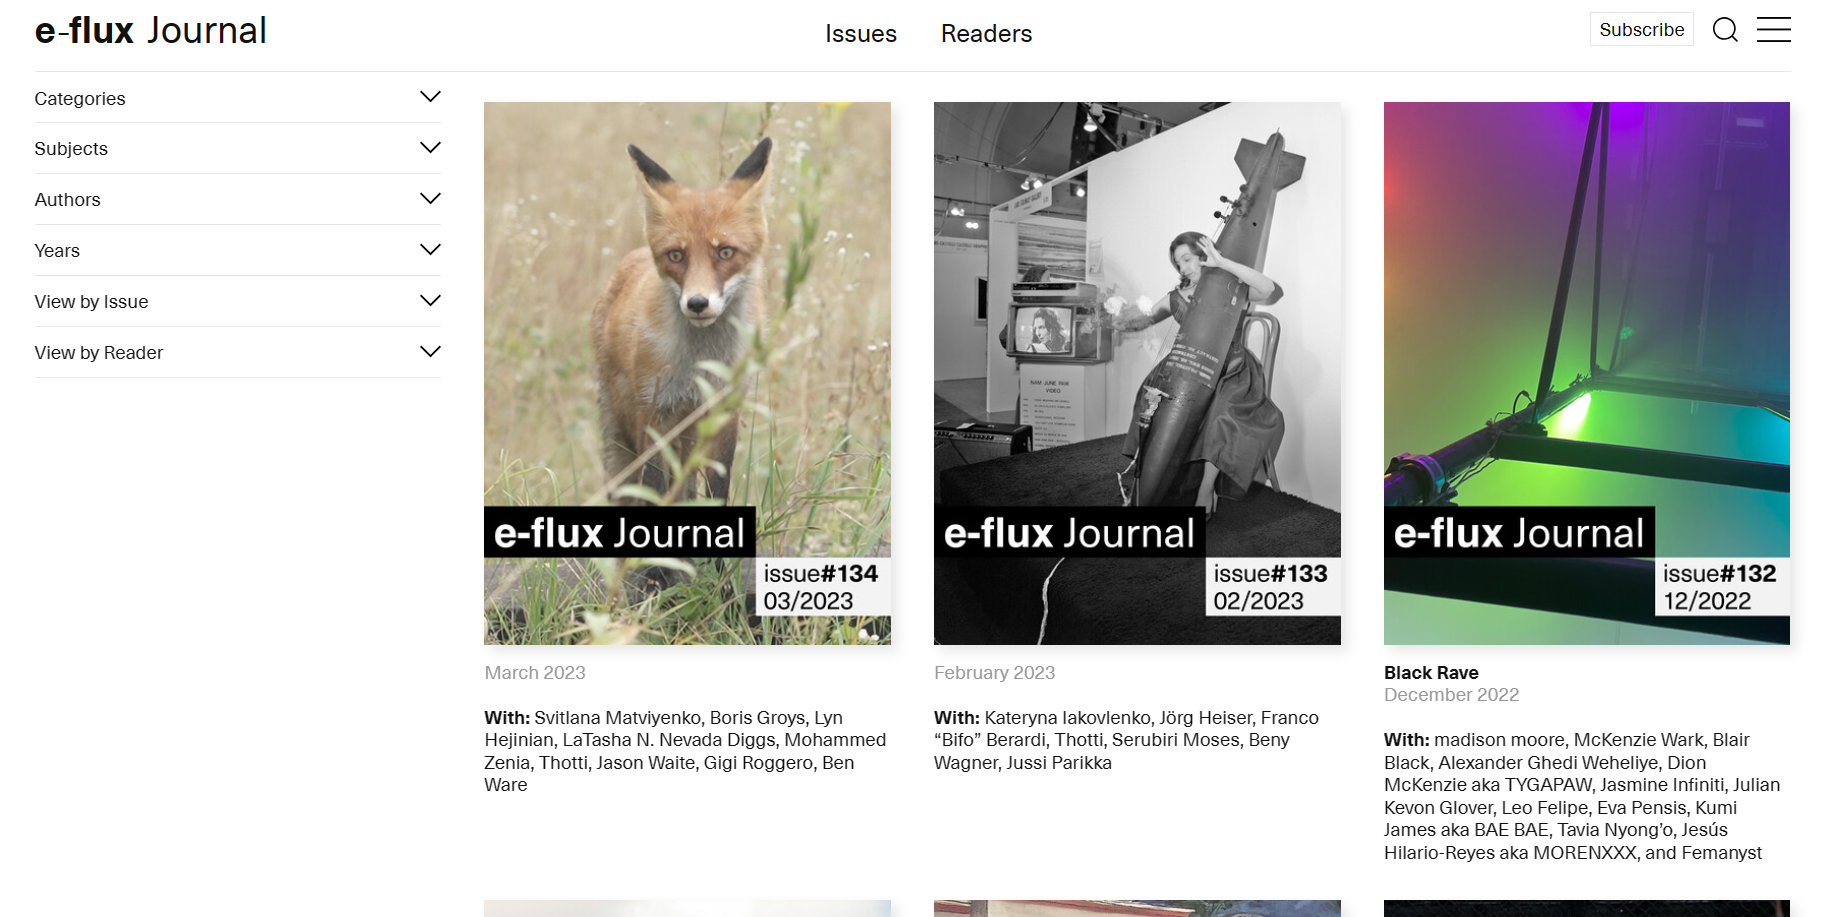 e-flux Journal
Issues
Readers
Subscribe
Categories
Subjects
Authors
Years
View by Issue
View by Reader
e-flux Journal
issue#134
03/2023
March 2023
With: Svitlana Matviyenko, Boris Groys, Lyn
Hejinian, LaTasha N. Nevada Diggs, Mohammed
Zenia, Thotti, Jason Waite, Gigi Roggero, Ben
Ware
NAM JUNE PAIK
VIDEO
e-flux Journal
issue#133
02/2023
February 2023
With: Kateryna Iakovlenko, Jörg Heiser, Franco
“Bifo” Berardi, Thotti, Serubiri Moses, Beny
Wagner, Jussi Parikka
e-flux Journal
issue#132
12/2022
Black Rave
December 2022
With: madison moore, McKenzie Wark, Blair
Black, Alexander Ghedi Weheliye, Dion
McKenzie aka TYGAPAW, Jasmine Infiniti, Julian
Kevon Glover, Leo Felipe, Eva Pensis, Kumi
James aka BAE BAE, Tavia Nyong’o, Jesús
Hilario-Reyes aka MORENXXX, and Femanyst